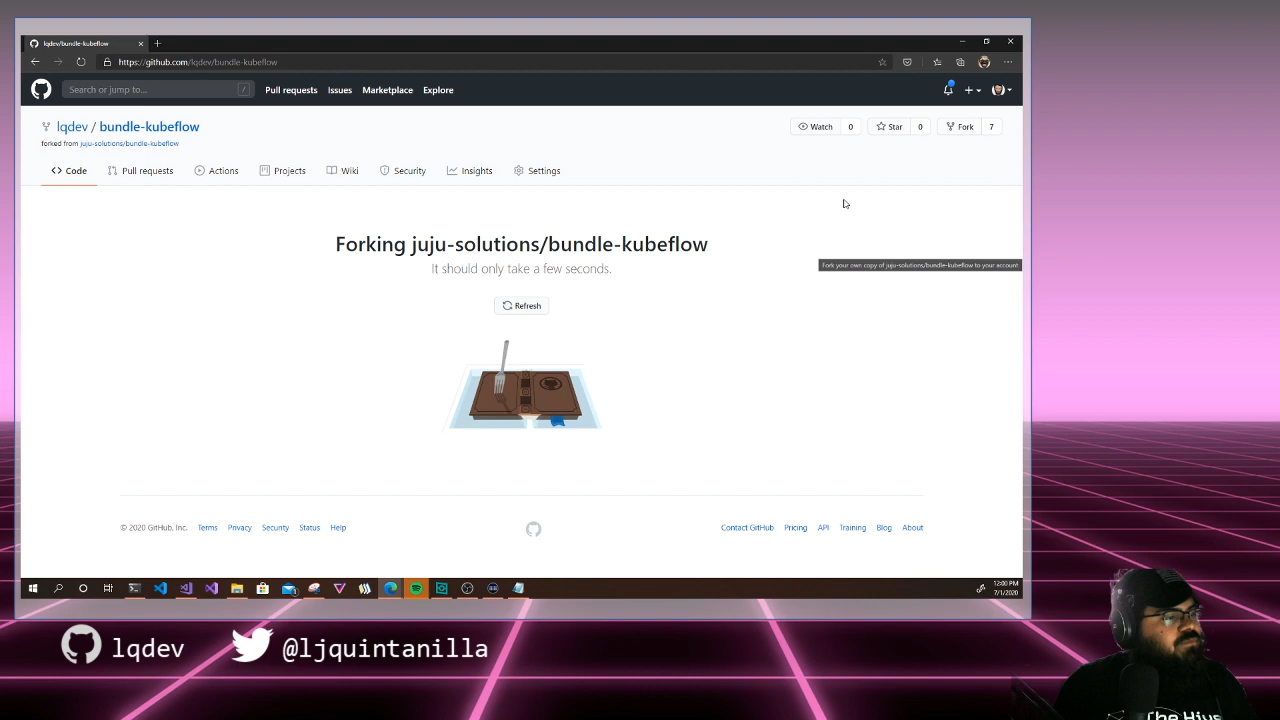 lqdev/bundle-kubeflow
https://github.com/lqdev/bundle-kubeflow
Search or jump to... /
Pull requests Issues Marketplace Explore
lqdev / bundle-kubeflow
forked from juju-solutions/bundle-kubeflow
Watch 0 Star 0 Fork 7
Code Pull requests Actions Projects Wiki Security Insights Settings
Forking juju-solutions/bundle-kubeflow
It should only take a few seconds.
Fork your own copy of juju-solutions/bundle-kubeflow to your account
Refresh
© 2020 GitHub, Inc. Terms Privacy Security Status Help
Contact GitHub Pricing API Training Blog About
12:00 PM
7/1/2020
lqdev @ljquintanilla
The Hive